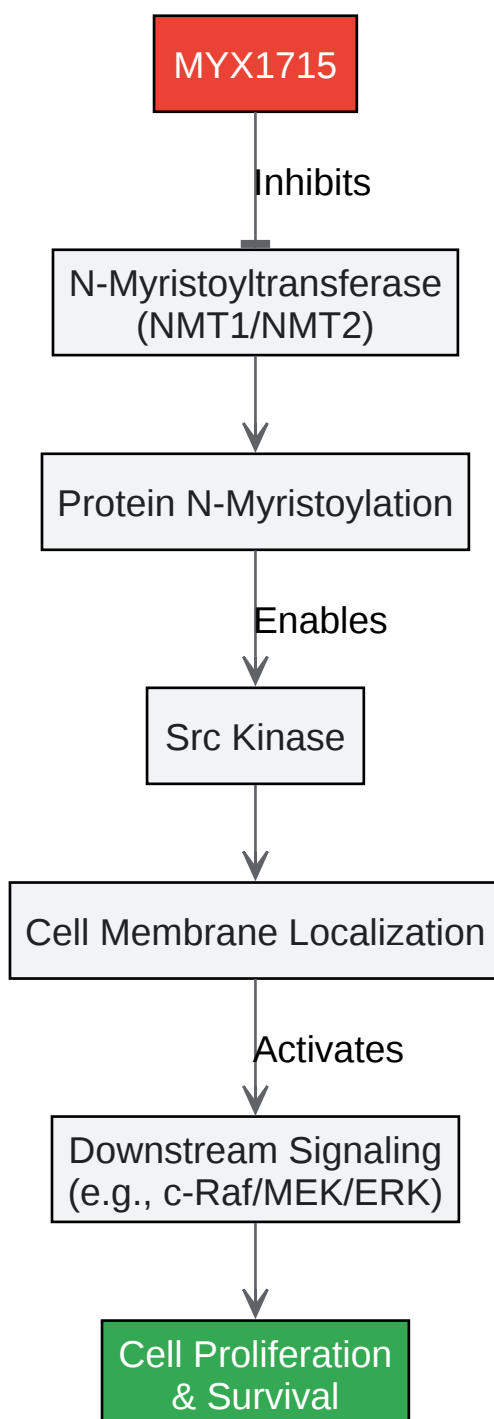 MYX1715
Inhibits
N-Myristoyltransferase
(NMT1/NMT2)
Protein N-Myristoylation
Enables
Src Kinase
Cell Membrane Localization
Activates
Downstream Signaling
(e.g., c-Raf/MEK/ERK)
Cell Proliferation
& Survival